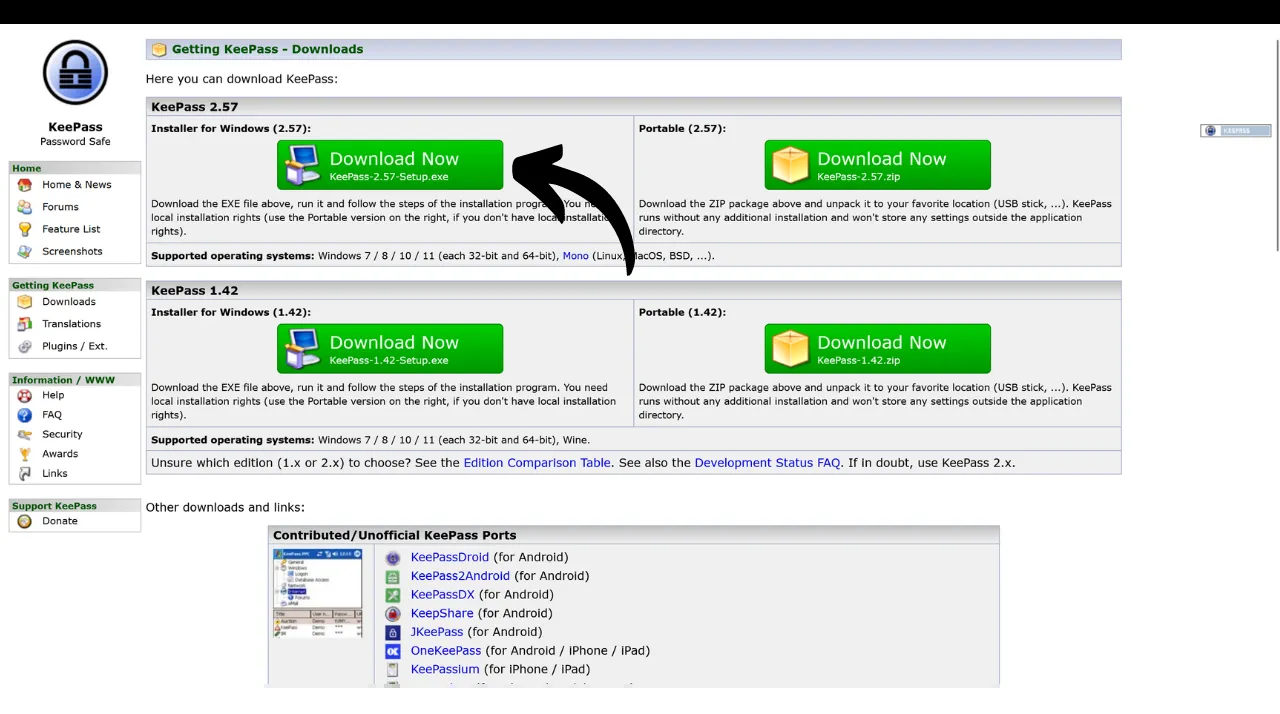 KeePass
Password Safe
Home
Home & News
Forums
Feature List
Screenshots
Getting KeePass
Downloads
Translations
Plugins / Ext.
Information / WWW
Help
FAQ
Security
Awards
Links
Support KeePass
Donate
Getting KeePass - Downloads
Here you can download KeePass:
KeePass 2.57
Installer for Windows (2.57):
Download Now
KeePass-2.57-Setup.exe
Download the EXE file above, run it and follow the steps of the installation program. You need
local installation rights (use the Portable version on the right, if you don't have local installation
rights).
Portable (2.57):
Download Now
KeePass-2.57.zip
Download the ZIP package above and unpack it to your favorite location (USB stick, ...). KeePass
runs without any additional installation and won't store any settings outside the application
directory.
Supported operating systems: Windows 7 / 8 / 10 / 11 (each 32-bit and 64-bit), Mono (Linux, MacOS, BSD, ...).
KeePass 1.42
Installer for Windows (1.42):
Download Now
KeePass-1.42-Setup.exe
Download the EXE file above, run it and follow the steps of the installation program. You need
local installation rights (use the Portable version on the right, if you don't have local installation
rights).
Portable (1.42):
Download Now
KeePass-1.42.zip
Download the ZIP package above and unpack it to your favorite location (USB stick, ...). KeePass
runs without any additional installation and won't store any settings outside the application
directory.
Supported operating systems: Windows 7 / 8 / 10 / 11 (each 32-bit and 64-bit), Wine.
Unsure which edition (1.x or 2.x) to choose? See the Edition Comparison Table. See also the Development Status FAQ. If in doubt, use KeePass 2.x.
Other downloads and links:
Contributed/Unofficial KeePass Ports
KeePassDroid (for Android)
KeePass2Android (for Android)
KeePassDX (for Android)
KeepShare (for Android)
JKeePass (for Android)
OneKeePass (for Android / iPhone / iPad)
KeePassium (for iPhone / iPad)
KEEPASS